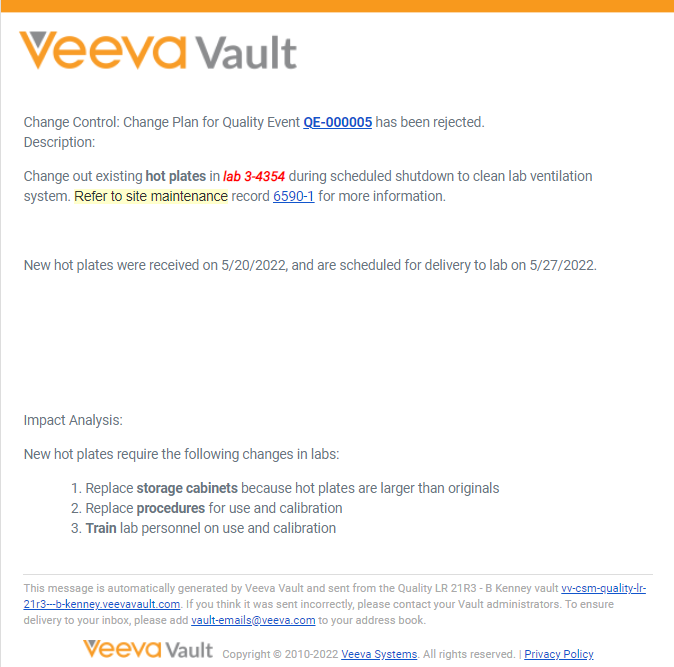 Veeva Vault
Change Control: Change Plan for Quality Event QE-000005 has been rejected.
Description:
Change out existing hot plates in lab 3-4354 during scheduled shutdown to clean lab ventilation
system. Refer to site maintenance record 6590-1 for more information.
New hot plates were received on 5/20/2022, and are scheduled for delivery to lab on 5/27/2022.
Impact Analysis:
New hot plates require the following changes in labs:
1. Replace storage cabinets because hot plates are larger than originals
2. Replace procedures for use and calibration
3. Train lab personnel on use and calibration
This message is automatically generated by Veeva Vault and sent from the Quality LR 21R3 - B Kenney vault vv-csm-quality-lr-
21r3---b-kenney.veevavault.com. If you think it was sent incorrectly, please contact your Vault administrators. To ensure
delivery to your inbox, please add vault-emails@veeva.com to your address book.
Veeva Vault Copyright © 2010-2022 Veeva Systems. All rights reserved. | Privacy Policy